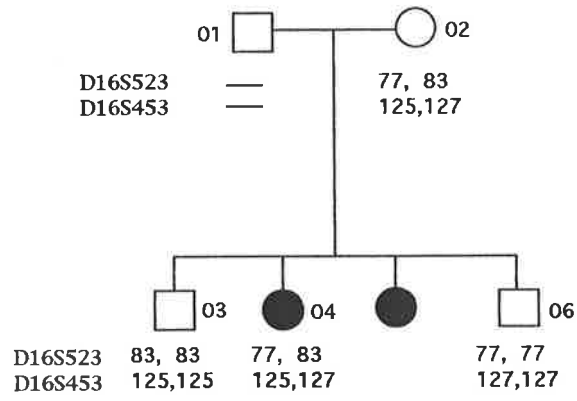 01 02
D16S523 — 77, 83
D16S453 — 125,127
03 04 06
D16S523 83, 83 77, 83 77, 77
D16S453 125,125 125,127 127,127